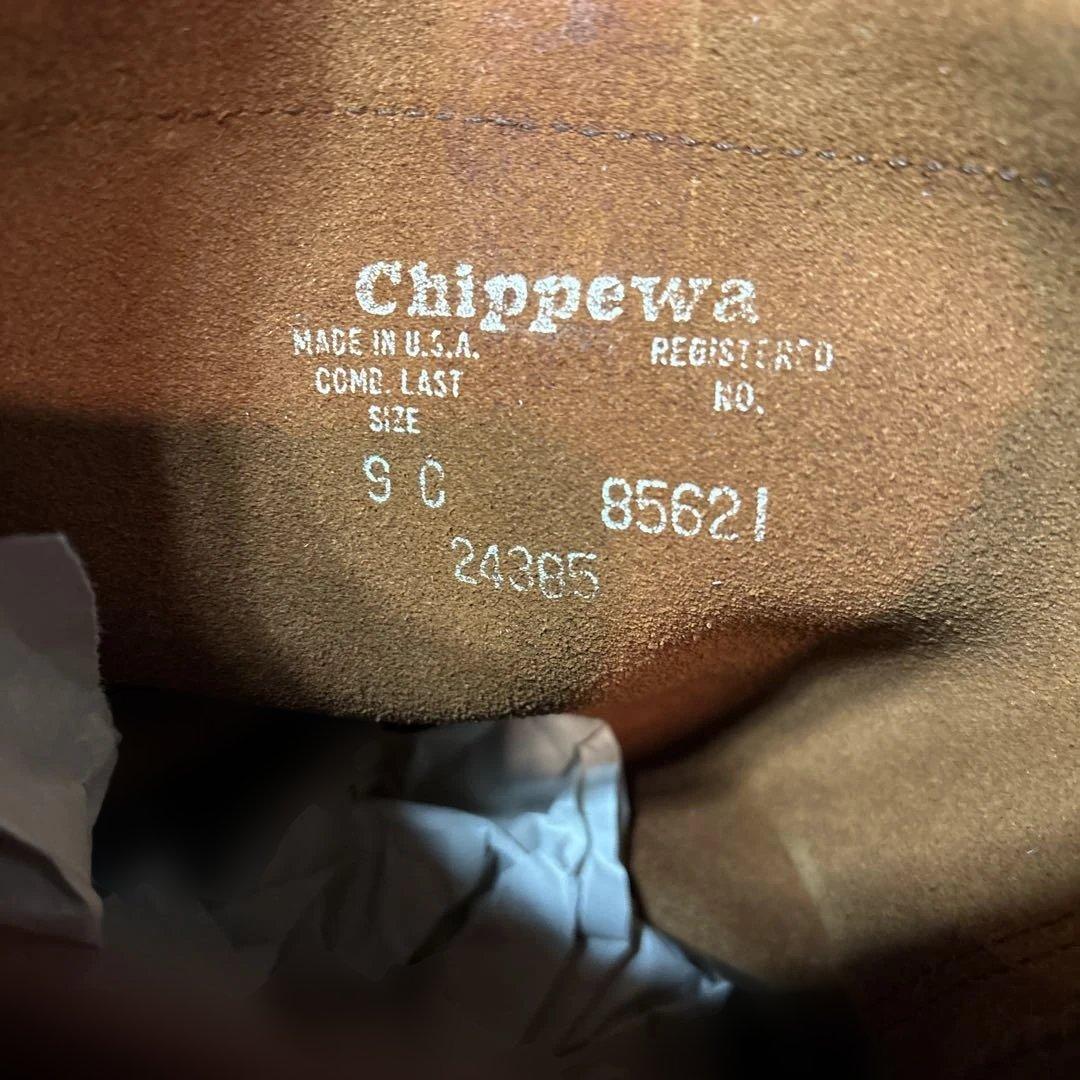 Chippewa
MADE IN U.S.A.
COMB. LAST
SIZE
REGISTERED
NO.
9 C
85621
24385